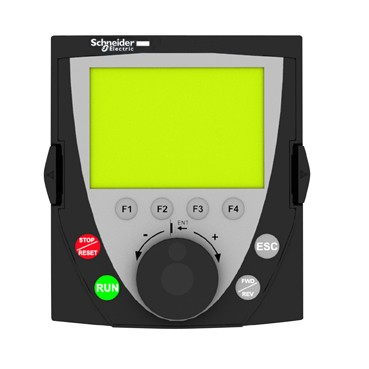 Schneider
Electric
F1 F2 F3 F4
ENT
- +
STOP
RESET
ESC
RUN
FWD
REV